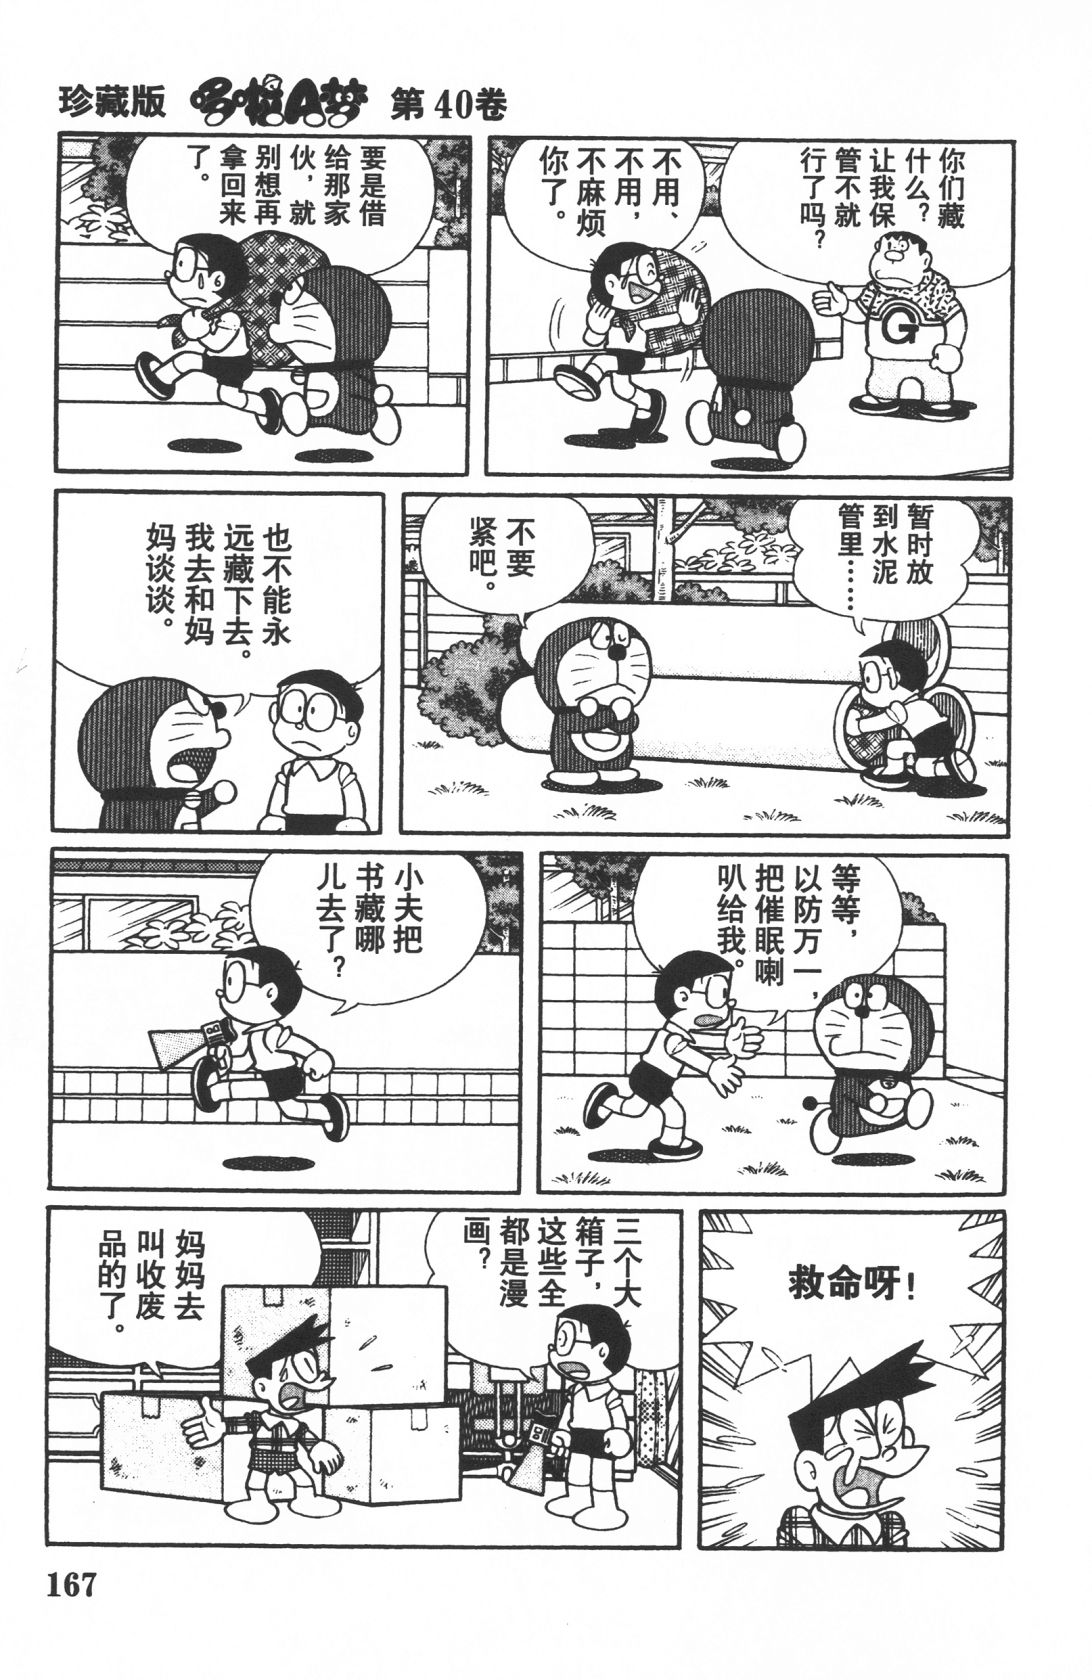 珍藏版 哆啦A梦 第40卷
你们藏
什么？
让我保
管不就
行了吗？
不用、
不用，
不麻烦
你了。
要是借
给那家
伙，就
别想再
拿回来
了。
暂时放
到水泥
管里……
不要
紧吧。
也不能永
远藏下去。
我去和妈
妈谈谈。
等等，
以防万一，
把催眠喇
叭给我。
小夫把
书藏哪
儿去了？
救命呀！
三个大
箱子，
这些全
都是漫
画？
妈妈去
叫收废
品的了。
G
167